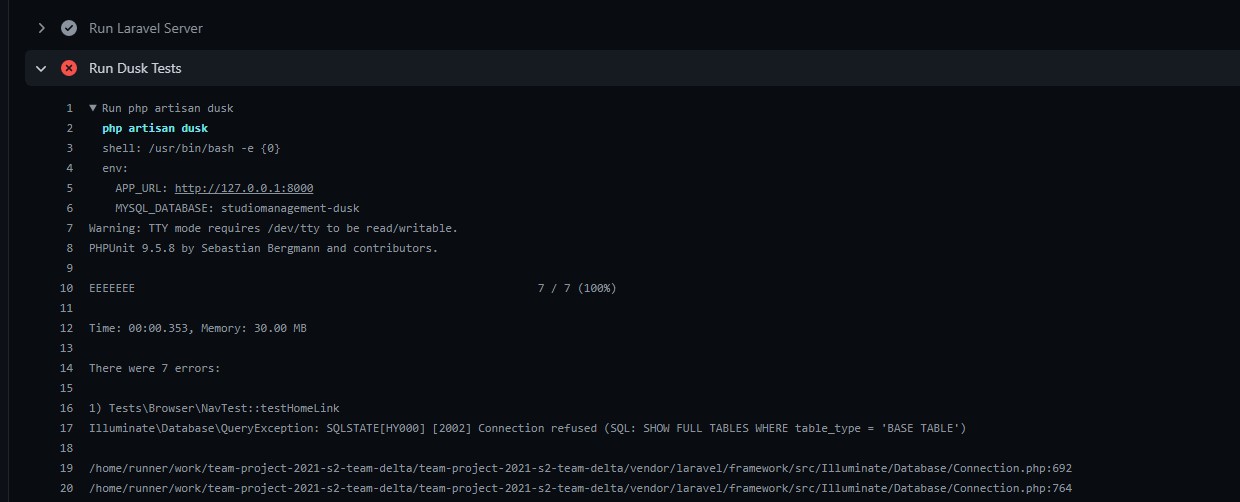 Run Laravel Server
Run Dusk Tests
1 Run php artisan dusk
2 php artisan dusk
3 shell: /usr/bin/bash -e {0}
4 env:
5 APP_URL: http://127.0.0.1:8000
6 MYSQL_DATABASE: studiomanagement-dusk
7 Warning: TTY mode requires /dev/tty to be read/writable.
8 PHPUnit 9.5.8 by Sebastian Bergmann and contributors.
9
10 EEEEEEE 7 / 7 (100%)
11
12 Time: 00:00.353, Memory: 30.00 MB
13
14 There were 7 errors:
15
16 1) Tests\Browser\NavTest::testHomeLink
17 Illuminate\Database\QueryException: SQLSTATE[HY000] [2002] Connection refused (SQL: SHOW FULL TABLES WHERE table_type = 'BASE TABLE')
18
19 /home/runner/work/team-project-2021-s2-team-delta/team-project-2021-s2-team-delta/vendor/laravel/framework/src/Illuminate/Database/Connection.php:692
20 /home/runner/work/team-project-2021-s2-team-delta/team-project-2021-s2-team-delta/vendor/laravel/framework/src/Illuminate/Database/Connection.php:764